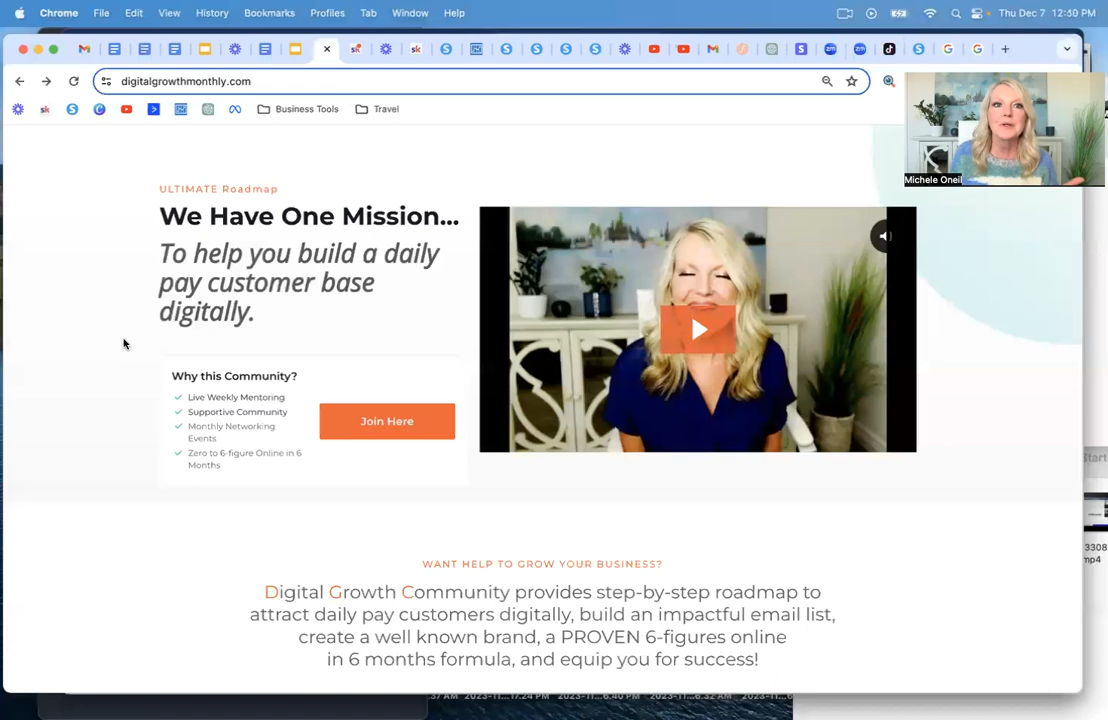 Chrome File Edit View History Bookmarks Profiles Tab Window Help
Thu Dec 7 12:30 PM
digitalgrowthmonthly.com
Business Tools
Travel
Michele Oneil
ULTIMATE Roadmap
We Have One Mission...
To help you build a daily
pay customer base
digitally.
Why this Community?
Live Weekly Mentoring
Supportive Community
Monthly Networking
Events
Zero to 6-figure Online in 6
Months
Join Here
WANT HELP TO GROW YOUR BUSINESS?
Digital Growth Community provides step-by-step roadmap to
attract daily pay customers digitally, build an impactful email list,
create a well known brand, a PROVEN 6-figures online
in 6 months formula, and equip you for success!
Start
3308
mp4